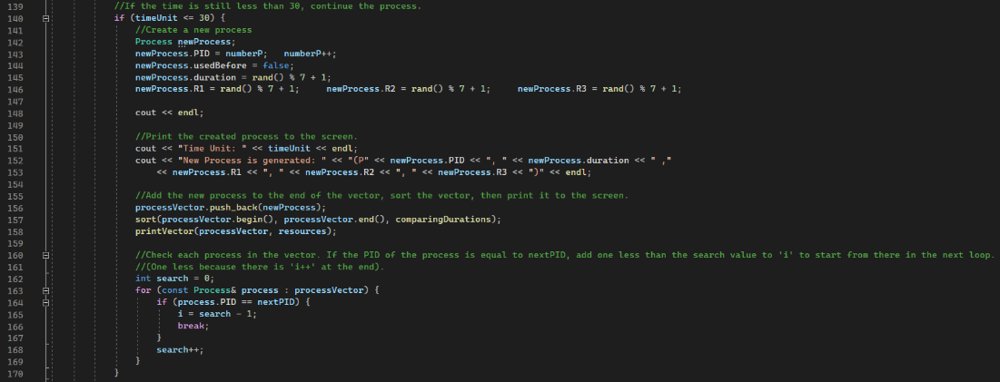 139 //If the time is still less than 30, continue the process.
140 if (timeUnit <= 30) {
141 //Create a new process
142 Process newProcess;
143 newProcess.PID = numberP;   numberP++;
144 newProcess.usedBefore = false;
145 newProcess.duration = rand() % 7 + 1;
146 newProcess.R1 = rand() % 7 + 1;     newProcess.R2 = rand() % 7 + 1;     newProcess.R3 = rand() % 7 + 1;
147
148 cout << endl;
149
150 //Print the created process to the screen.
151 cout << "Time Unit: " << timeUnit << endl;
152 cout << "New Process is generated: " << "(P" << newProcess.PID << ", " << newProcess.duration << " ,"
153 << newProcess.R1 << ", " << newProcess.R2 << ", " << newProcess.R3 << ")" << endl;
154
155 //Add the new process to the end of the vector, sort the vector, then print it to the screen.
156 processVector.push_back(newProcess);
157 sort(processVector.begin(), processVector.end(), comparingDurations);
158 printVector(processVector, resources);
159
160 //Check each process in the vector. If the PID of the process is equal to nextPID, add one less than the search value to 'i' to start from there in the next loop.
161 //(One less because there is 'i++' at the end).
162 int search = 0;
163 for (const Process& process : processVector) {
164 if (process.PID == nextPID) {
165 i = search - 1;
166 break;
167 }
168 search++;
169 }
170 }